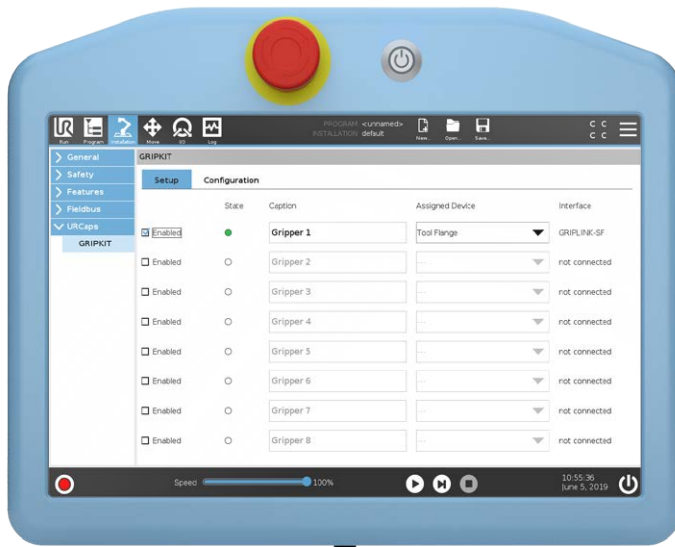 UR
PROGRAM <unnamed>
INSTALLATION default
C C
C C
Run Program Installation Move I/O Log New... Open... Save...
General
GRIPKIT
Safety
Setup Configuration
Features
Fieldbus
State Caption Assigned Device Interface
URCaps
Enabled Gripper 1 Tool Flange GRIPLINK-SF
GRIPKIT
Enabled Gripper 2 --- not connected
Enabled Gripper 3 --- not connected
Enabled Gripper 4 --- not connected
Enabled Gripper 5 --- not connected
Enabled Gripper 6 --- not connected
Enabled Gripper 7 --- not connected
Enabled Gripper 8 --- not connected
Speed 100%
10:55:36
June 5, 2019